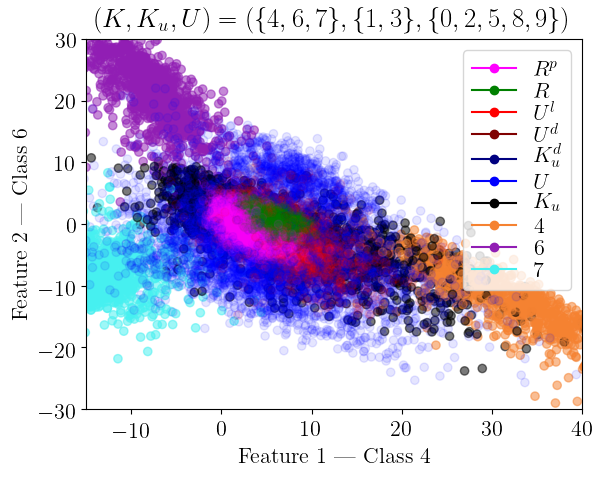 (K, K_u, U) = ({4, 6, 7}, {1, 3}, {0, 2, 5, 8, 9})
30
20
10
0
−10
−20
−30
Feature 2 — Class 6
R^p
R
U^l
U^d
K_u^d
U
K_u
4
6
7
−10
0
10
20
30
40
Feature 1 — Class 4